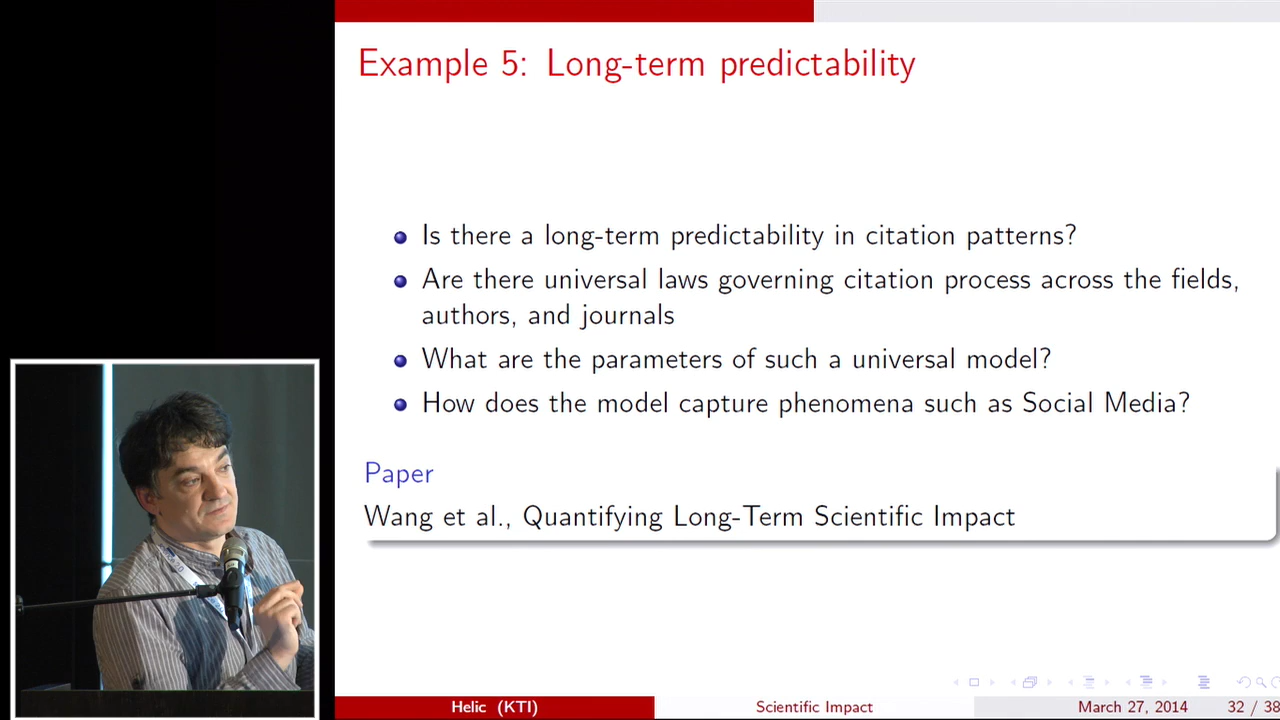 Example 5: Long-term predictability
Is there a long-term predictability in citation patterns?
Are there universal laws governing citation process across the fields,
authors, and journals
What are the parameters of such a universal model?
How does the model capture phenomena such as Social Media?
Paper
Wang et al., Quantifying Long-Term Scientific Impact
Helic (KTI)
Scientific Impact
March 27, 2014
32 / 38